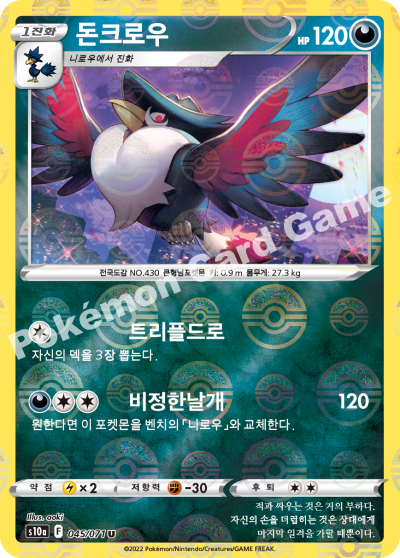 1진화
돈크로우
HP 120
니로우에서 진화
전국도감 NO.430 큰형님포켓몬 키: 0.9 m 몸무게: 27.3 kg
Pokémon Card Game
트리플드로
자신의 덱을 3장 뽑는다.
비정한날개 120
원한다면 이 포켓몬을 벤치의 「니로우」와 교체한다.
약점 ×2 저항력 -30 후퇴
Illus. aoki
s10a F 045/071 U
적과 싸우는 것은 거의 부하다.
자신의 손을 더럽히는 것은 상대에게
마지막 일격을 가할 때뿐이다.
©2022 Pokémon/Nintendo/Creatures/GAME FREAK.